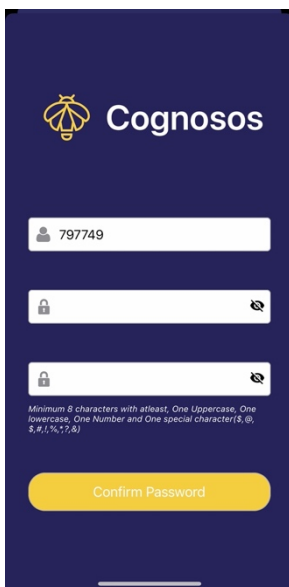 Cognosos
797749
Minimum 8 characters with atleast, One Uppercase, One
lowercase, One Number and One special character($,@,
$,#,!,%,*,?,&)
Confirm Password